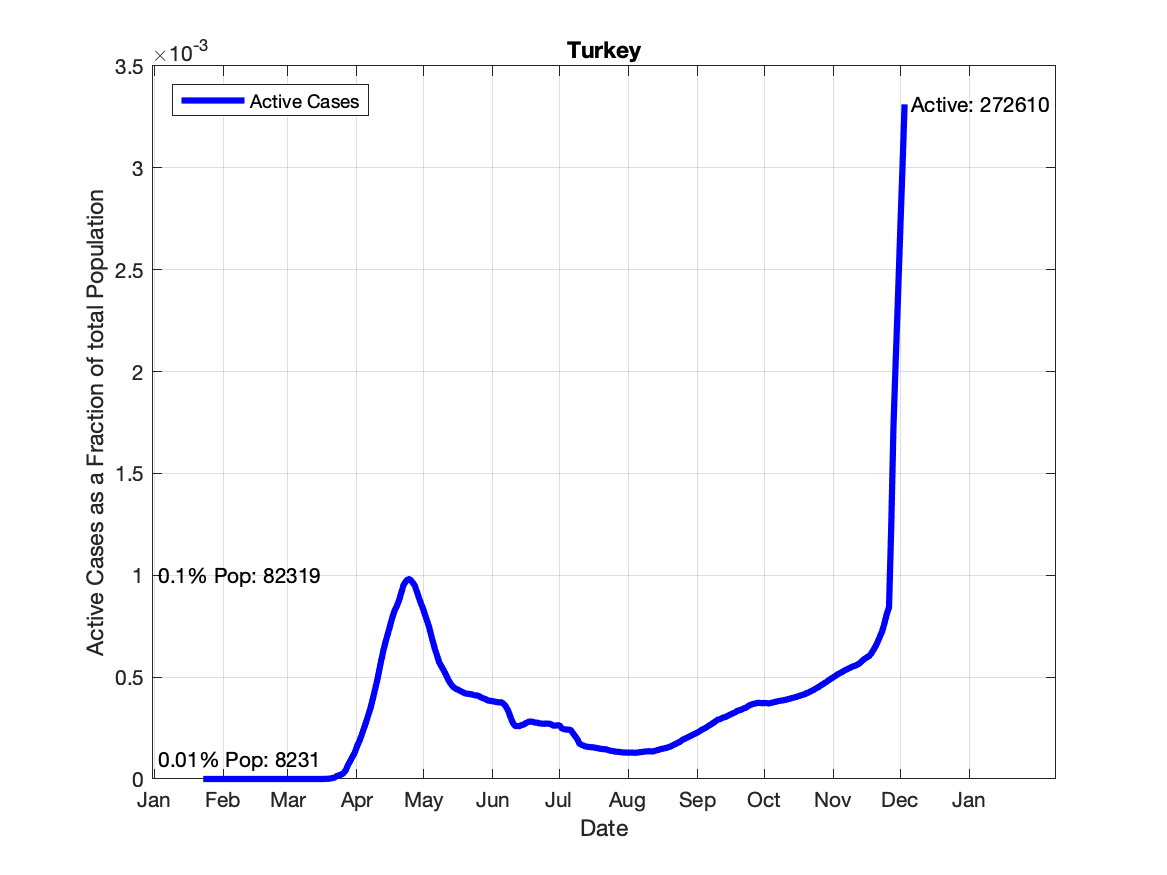 Turkey
×10-3
3.5
3
2.5
2
1.5
1
0.5
0
Active Cases as a Fraction of total Population
Active Cases
Active: 272610
0.1% Pop: 82319
0.01% Pop: 8231
Jan Feb Mar Apr May Jun Jul Aug Sep Oct Nov Dec Jan
Date